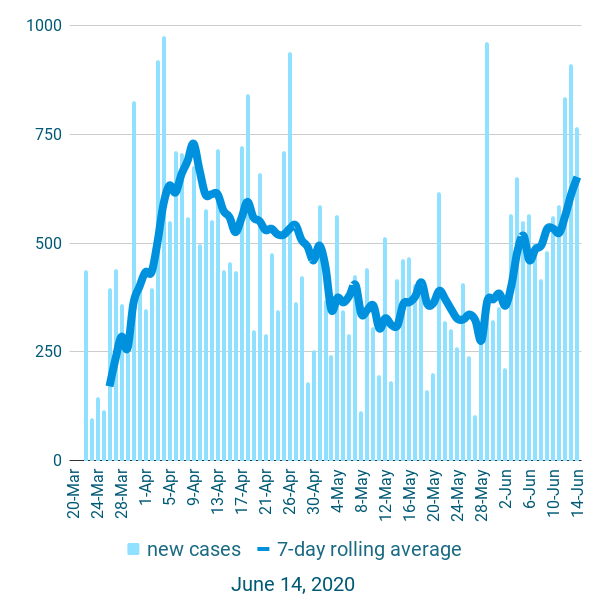 1000
750
500
250
0
20-Mar 24-Mar 28-Mar 1-Apr 5-Apr 9-Apr 13-Apr 17-Apr 21-Apr 26-Apr 30-Apr 4-May 8-May 12-May 16-May 20-May 24-May 28-May 2-Jun 6-Jun 10-Jun 14-Jun
new cases 7-day rolling average
June 14, 2020